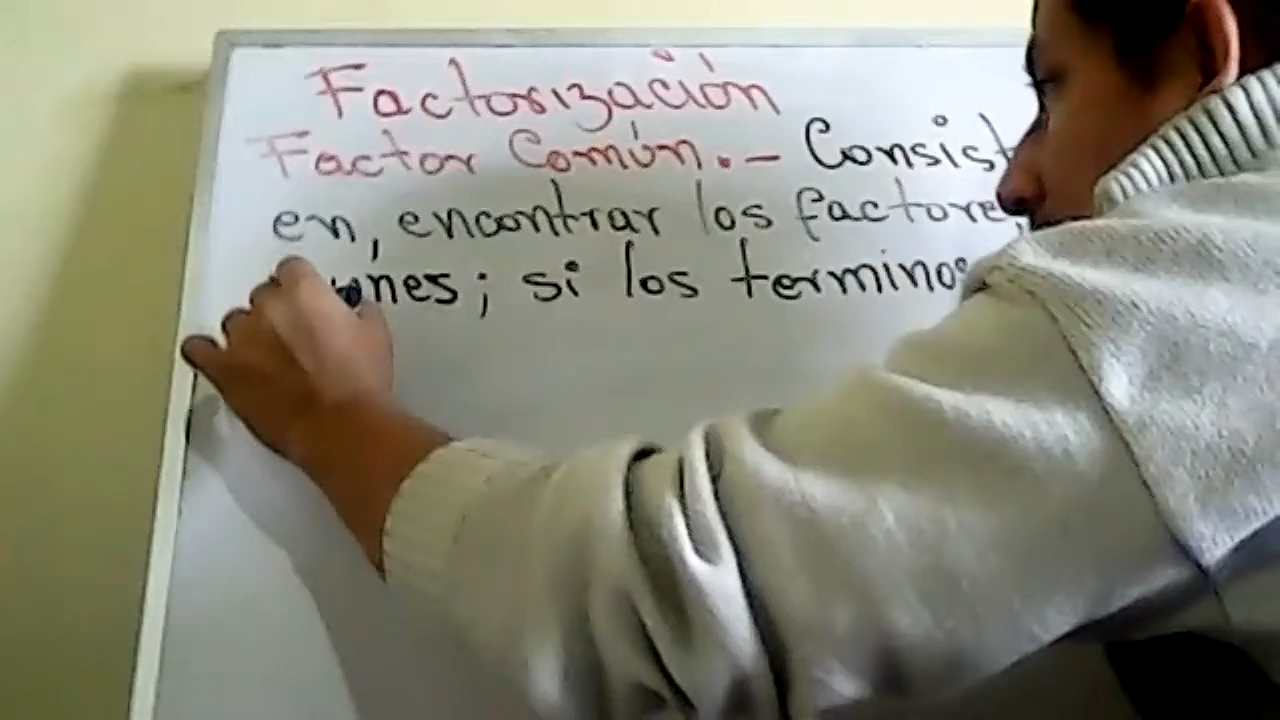 Factorización
Factor Común.- Consist
en, encontrar los factore
unes; si los terminos